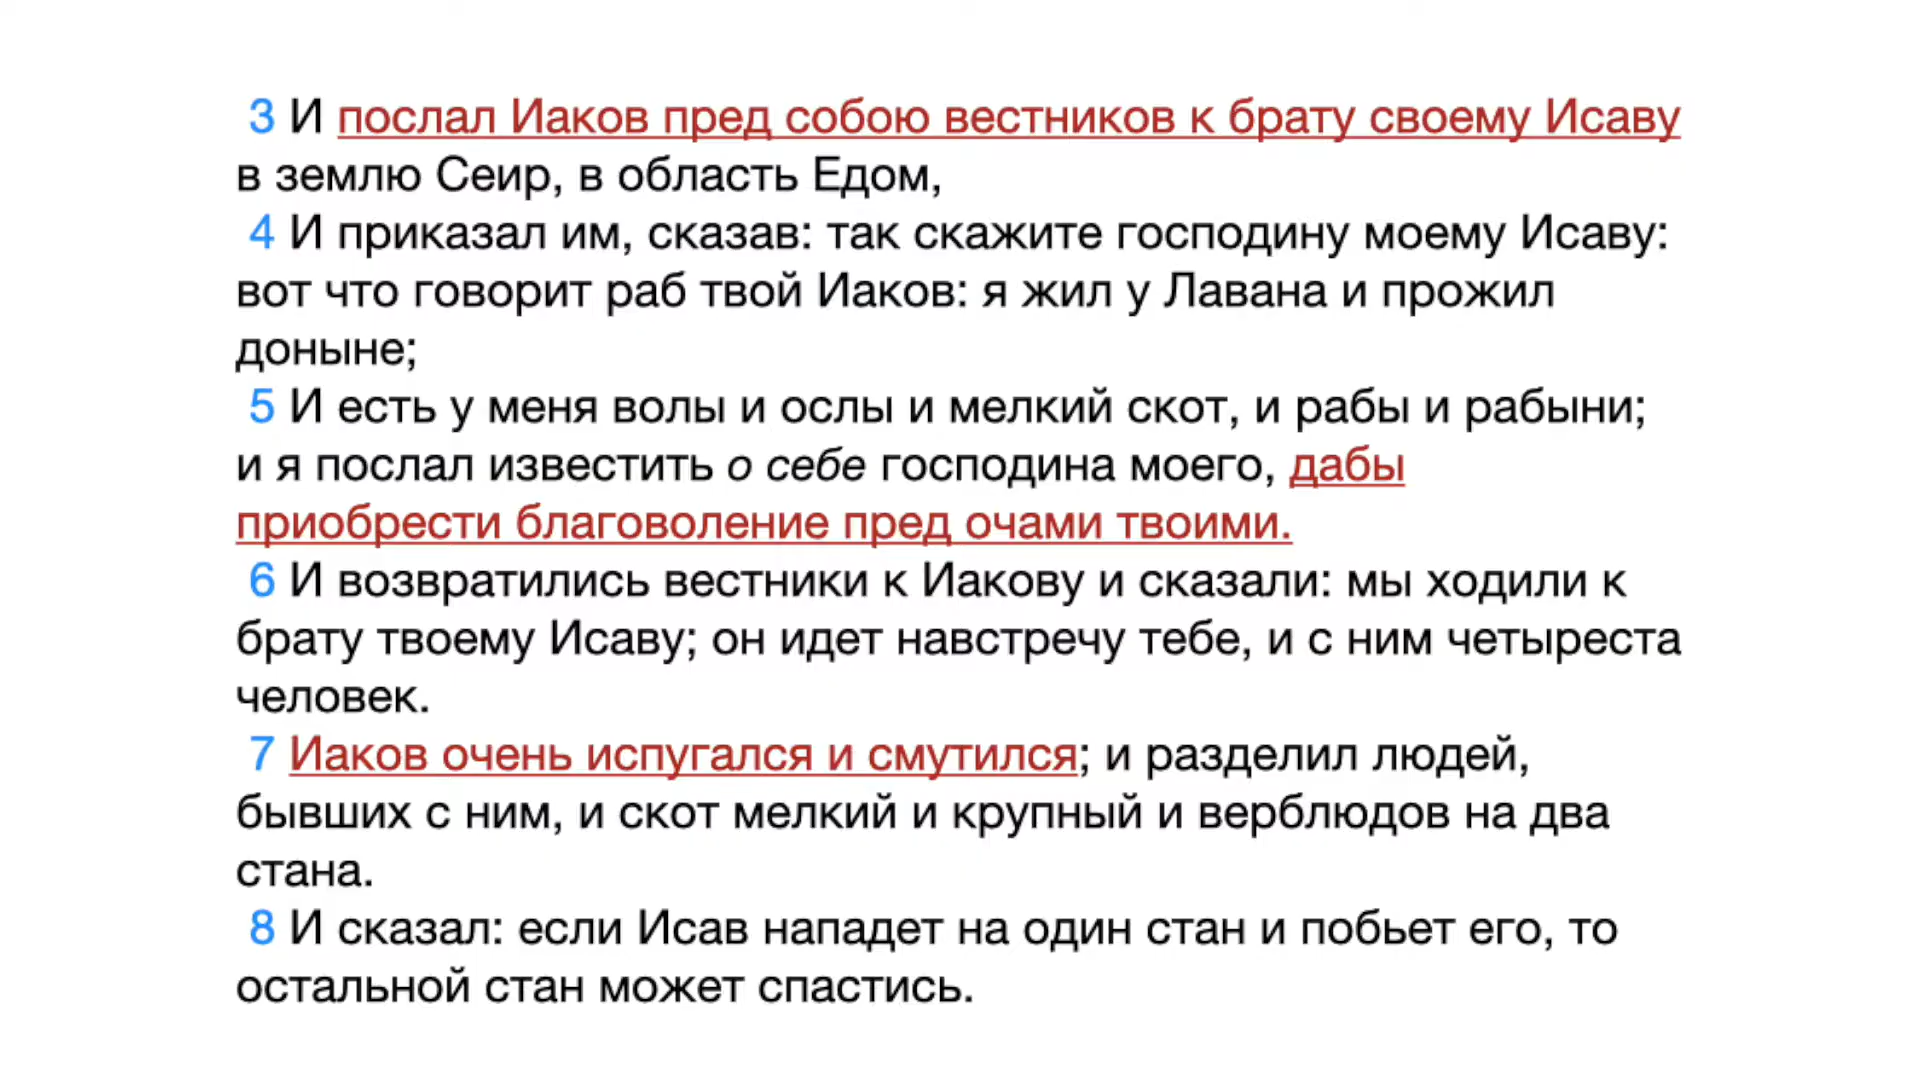 3 И послал Иаков пред собою вестников к брату своему Исаву
в землю Сеир, в область Едом,
4 И приказал им, сказав: так скажите господину моему Исаву:
вот что говорит раб твой Иаков: я жил у Лавана и прожил
доныне;
5 И есть у меня волы и ослы и мелкий скот, и рабы и рабыни;
и я послал известить о себе господина моего, дабы
приобрести благоволение пред очами твоими.
6 И возвратились вестники к Иакову и сказали: мы ходили к
брату твоему Исаву; он идет навстречу тебе, и с ним четыреста
человек.
7 Иаков очень испугался и смутился; и разделил людей,
бывших с ним, и скот мелкий и крупный и верблюдов на два
стана.
8 И сказал: если Исав нападет на один стан и побьет его, то
остальной стан может спастись.